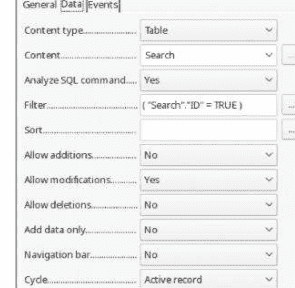 General Data Events
Content type................ Table
Content....................... Search ...
Analyze SQL command.... Yes
Filter........................... ( "Search"."ID" = TRUE ) ...
Sort............................ ...
Allow additions.............. No
Allow modifications......... Yes
Allow deletions.............. No
Add data only................ No
Navigation bar............... No
Cycle........................... Active record